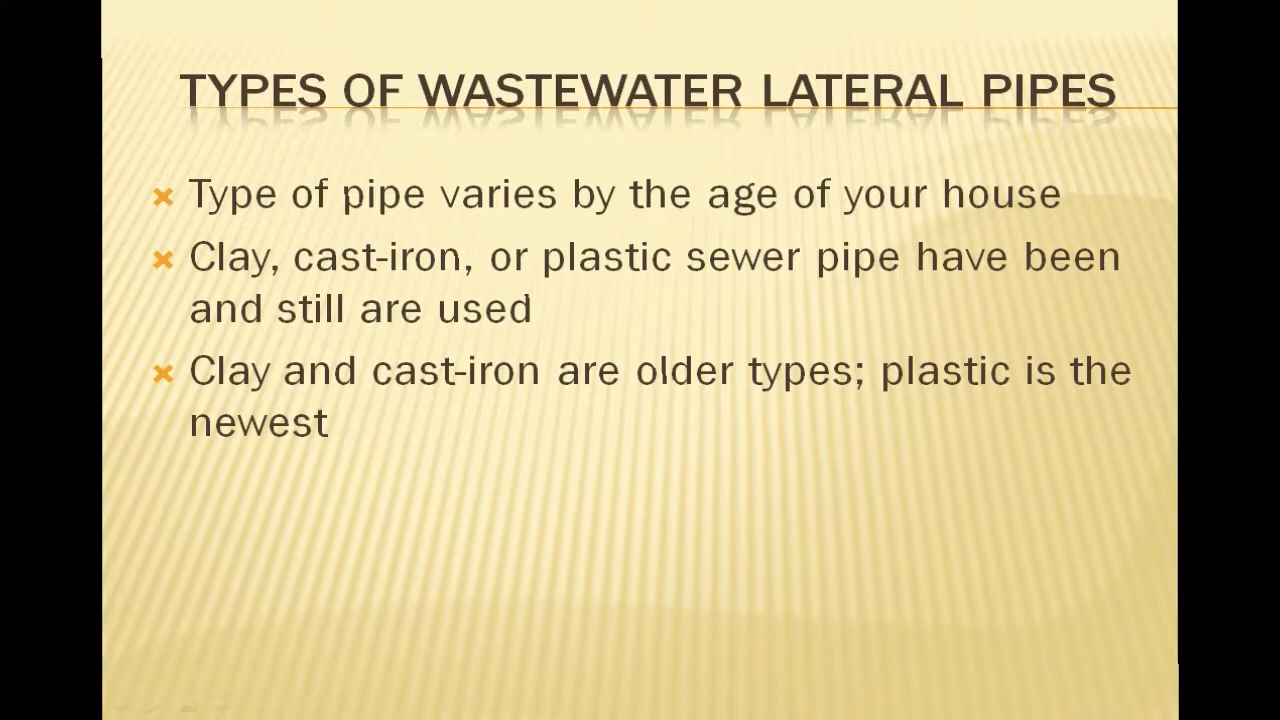 TYPES OF WASTEWATER LATERAL PIPES
Type of pipe varies by the age of your house
Clay, cast-iron, or plastic sewer pipe have been
and still are used
Clay and cast-iron are older types; plastic is the
newest